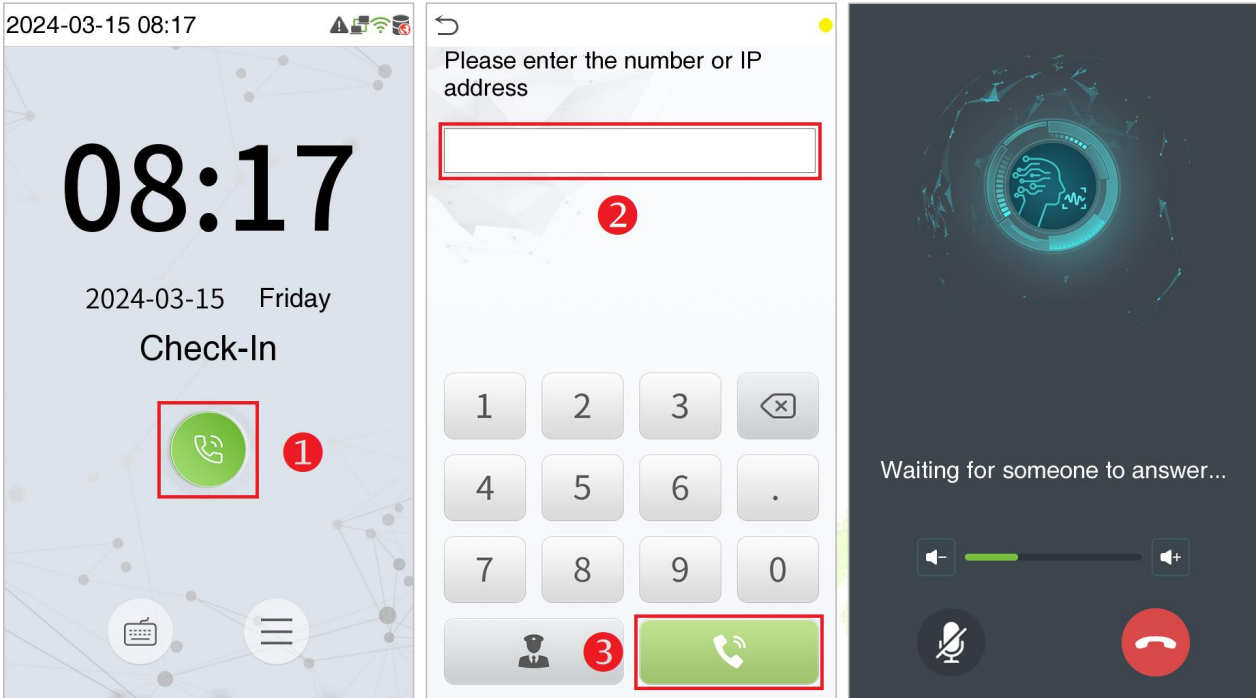 2024-03-15 08:17
08:17
2024-03-15 Friday
Check-In
1
Please enter the number or IP
address
2
1 2 3
4 5 6 .
7 8 9 0
3
Waiting for someone to answer...